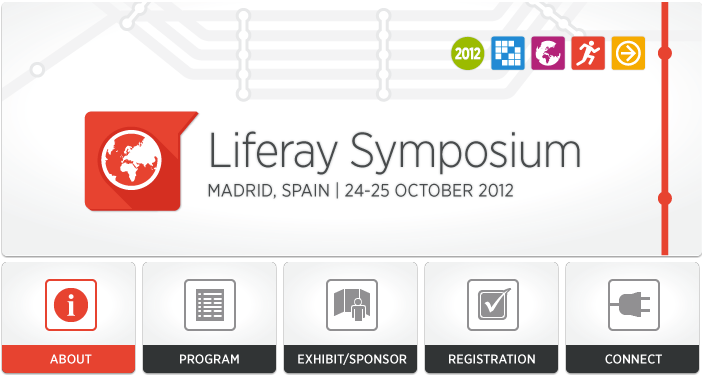 2012
Liferay Symposium
MADRID, SPAIN | 24-25 OCTOBER 2012
i
ABOUT
PROGRAM
EXHIBIT/SPONSOR
REGISTRATION
CONNECT